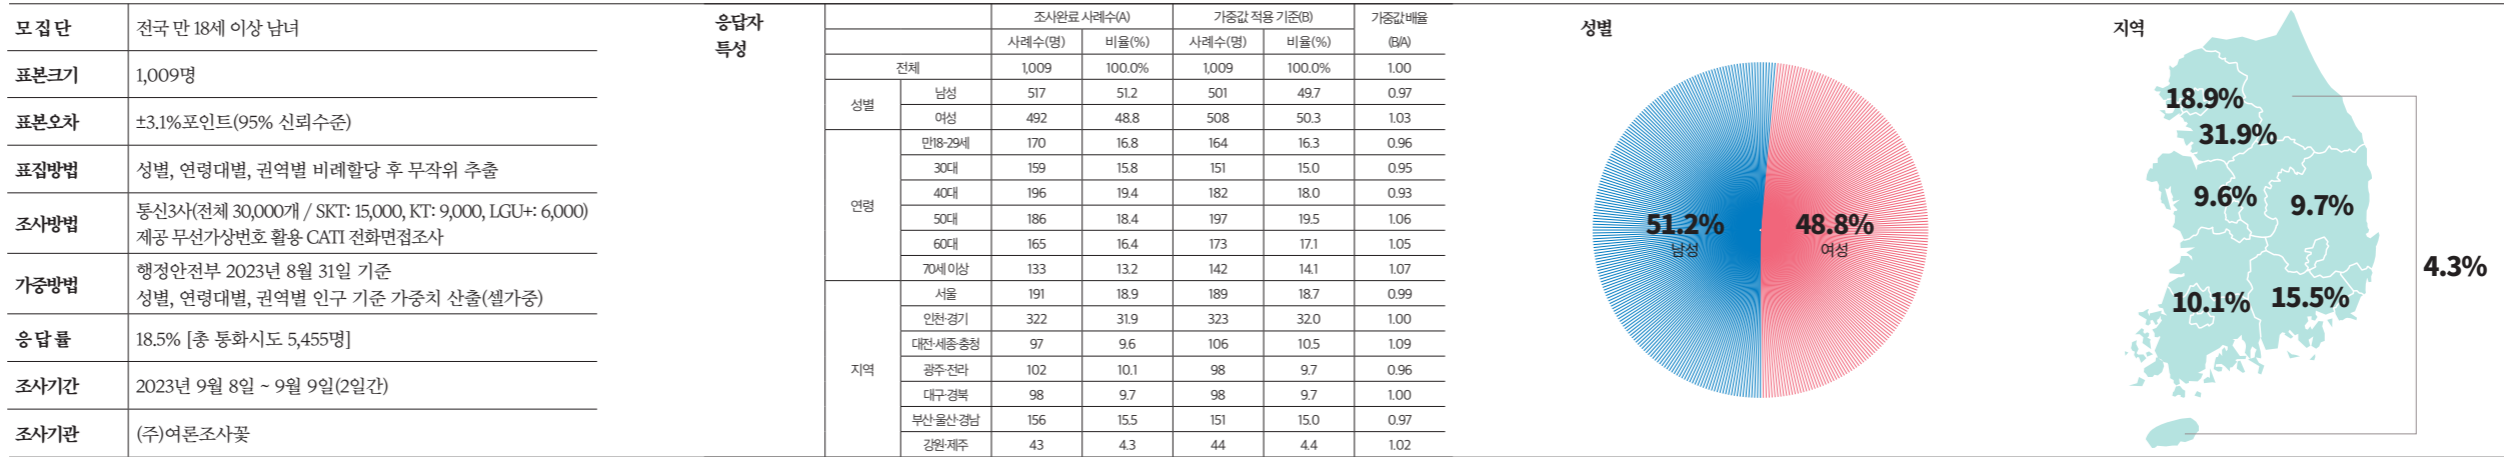 모집단 전국 만 18세 이상 남녀
표본크기 1,009명
표본오차 ±3.1%포인트(95% 신뢰수준)
표집방법 성별, 연령대별, 권역별 비례할당 후 무작위 추출
조사방법 통신3사(전체 30,000개 / SKT: 15,000, KT: 9,000, LGU+: 6,000)
제공 무선가상번호 활용 CATI 전화면접조사
가중방법 행정안전부 2023년 8월 31일 기준
성별, 연령대별, 권역별 인구 기준 가중치 산출(셀가중)
응답률 18.5% [총 통화시도 5,455명]
조사기간 2023년 9월 8일 ~ 9월 9일(2일간)
조사기관 (주)여론조사꽃
응답자
특성
조사완료 사례수(A) 가중값 적용 기준(B) 가중값 배율
사례수(명) 비율(%) 사례수(명) 비율(%) (B/A)
전체 1,009 100.0% 1,009 100.0% 1.00
성별 남성 517 51.2 501 49.7 0.97
여성 492 48.8 508 50.3 1.03
연령 만18-29세 170 16.8 164 16.3 0.96
30대 159 15.8 151 15.0 0.95
40대 196 19.4 182 18.0 0.93
50대 186 18.4 197 19.5 1.06
60대 165 16.4 173 17.1 1.05
70세 이상 133 13.2 142 14.1 1.07
지역 서울 191 18.9 189 18.7 0.99
인천·경기 322 31.9 323 32.0 1.00
대전·세종·충청 97 9.6 106 10.5 1.09
광주·전라 102 10.1 98 9.7 0.96
대구·경북 98 9.7 98 9.7 1.00
부산·울산·경남 156 15.5 151 15.0 0.97
강원·제주 43 4.3 44 4.4 1.02
성별
51.2%
남성
48.8%
여성
지역
18.9%
31.9%
9.6%
9.7%
4.3%
10.1%
15.5%